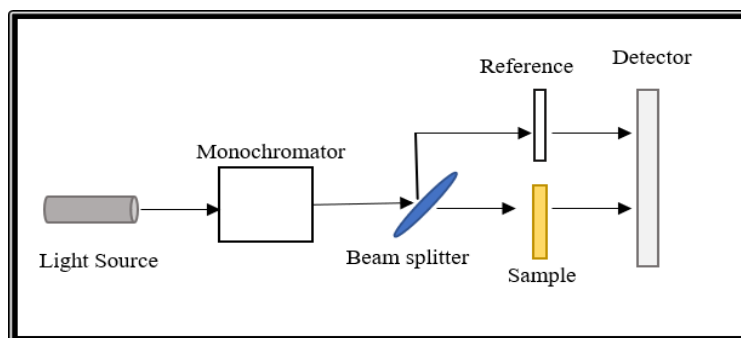 Reference
Detector
Monochromator
Light Source
Beam splitter
Sample